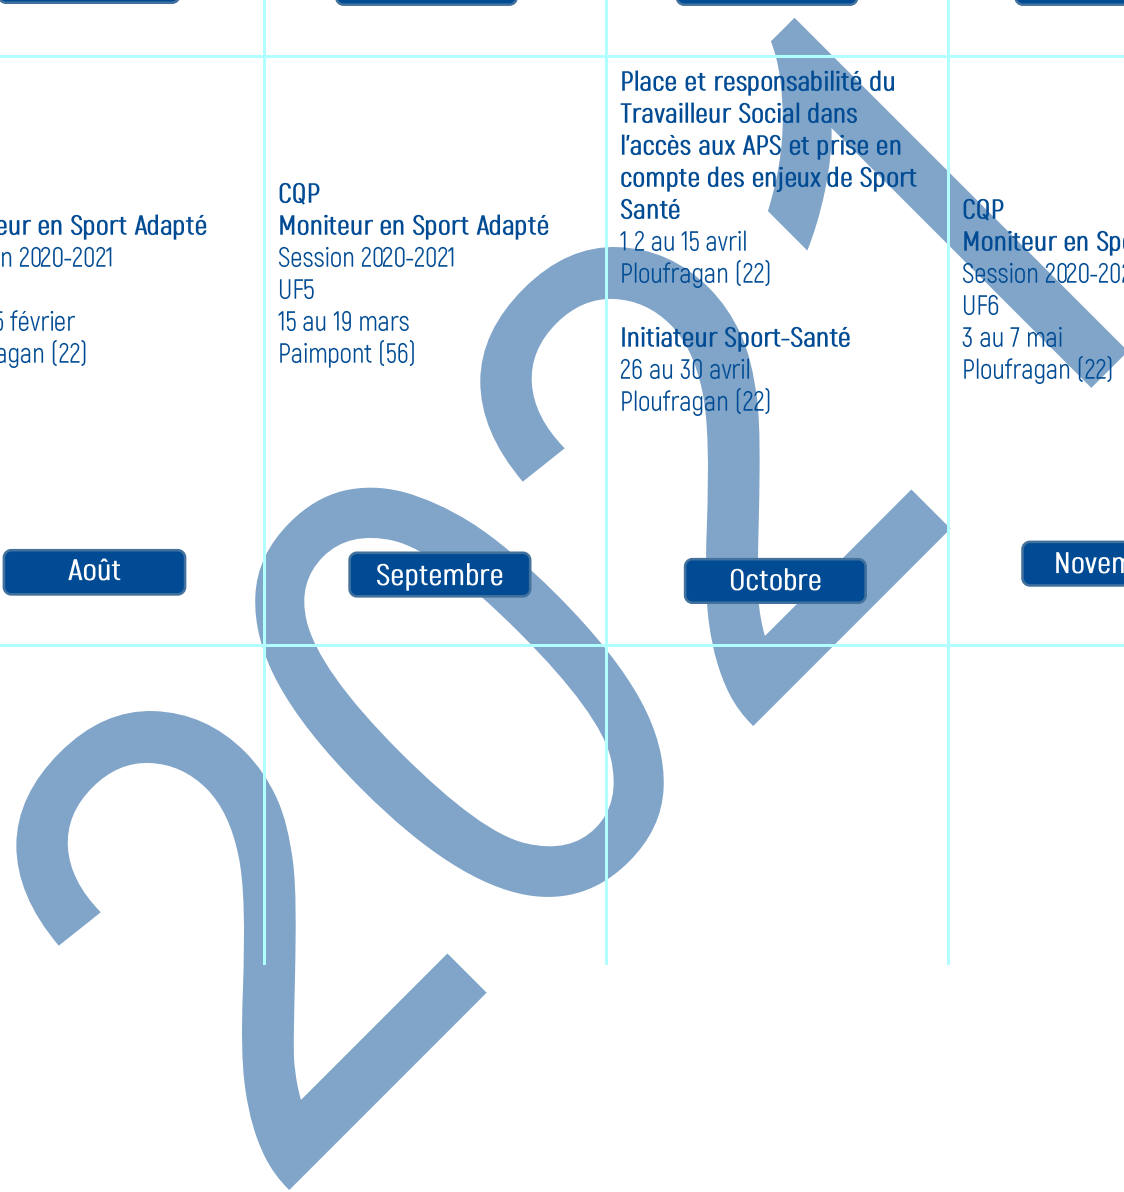 eur en Sport Adapté
n 2020-2021
5 février
agan (22)
CQP
Moniteur en Sport Adapté
Session 2020-2021
UF5
15 au 19 mars
Paimpont (56)
Place et responsabilité du
Travailleur Social dans
l'accès aux APS et prise en
compte des enjeux de Sport
Santé
1 2 au 15 avril
Ploufragan (22)
Initiateur Sport-Santé
26 au 30 avril
Ploufragan (22)
CQP
Moniteur en Sp
Session 2020-202
UF6
3 au 7 mai
Ploufragan (22)
Août
Septembre
Octobre
Novem
2021